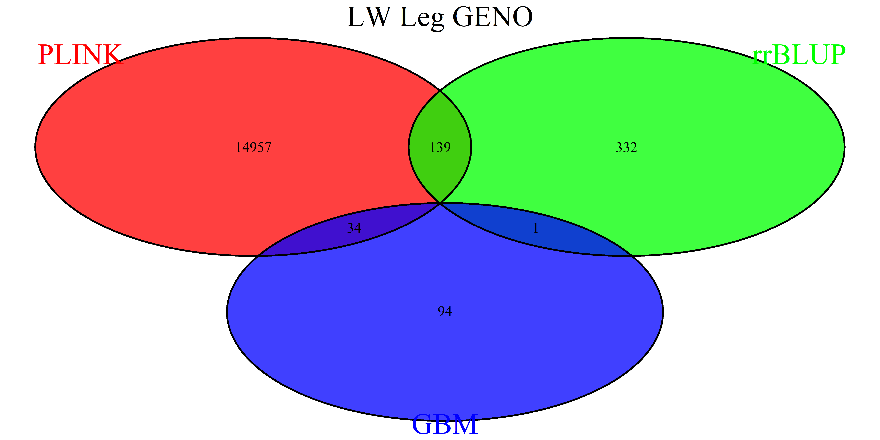 LW Leg GENO
PLINK
rrBLUP
14957
139
332
34
1
94
GBM